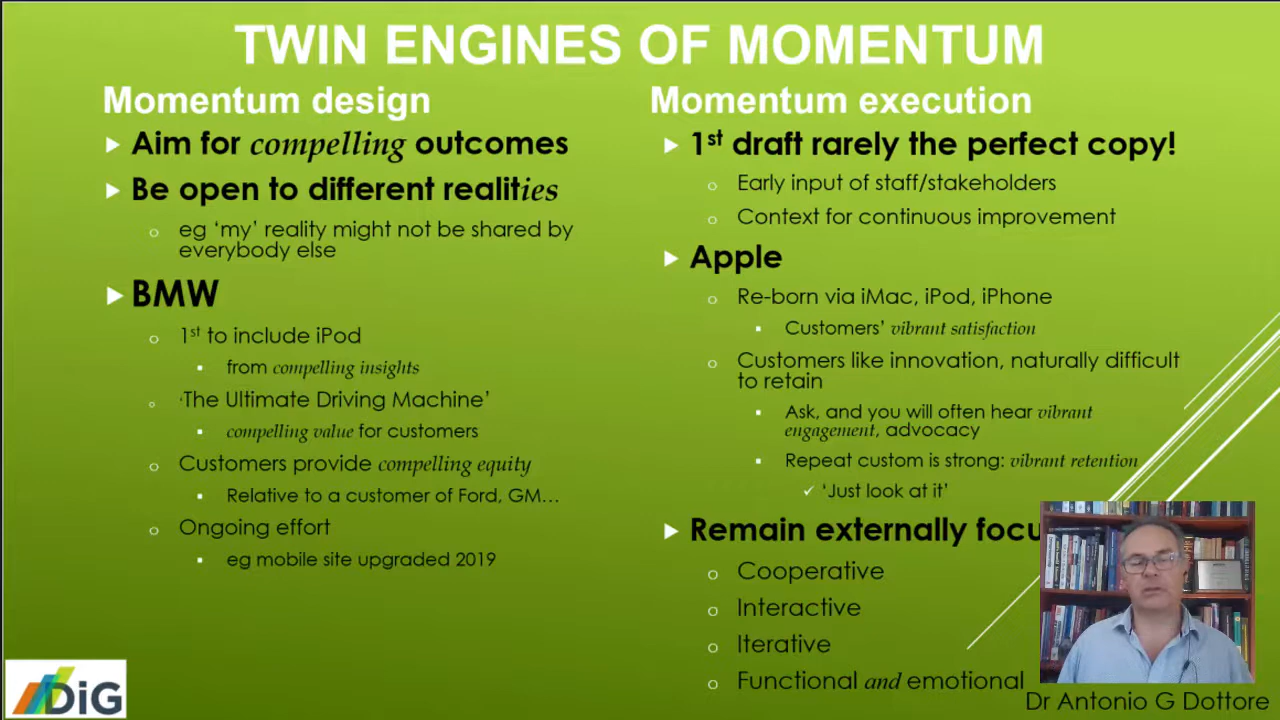 TWIN ENGINES OF MOMENTUM
Momentum design
Aim for compelling outcomes
Be open to different realities
eg ‘my’ reality might not be shared by
everybody else
BMW
1st to include iPod
from compelling insights
‘The Ultimate Driving Machine’
compelling value for customers
Customers provide compelling equity
Relative to a customer of Ford, GM…
Ongoing effort
eg mobile site upgraded 2019
Momentum execution
1st draft rarely the perfect copy!
Early input of staff/stakeholders
Context for continuous improvement
Apple
Re-born via iMac, iPod, iPhone
Customers’ vibrant satisfaction
Customers like innovation, naturally difficult
to retain
Ask, and you will often hear vibrant
engagement, advocacy
Repeat custom is strong: vibrant retention
‘Just look at it’
Remain externally focu
Cooperative
Interactive
Iterative
Functional and emotional
DiG
Dr Antonio G Dottore